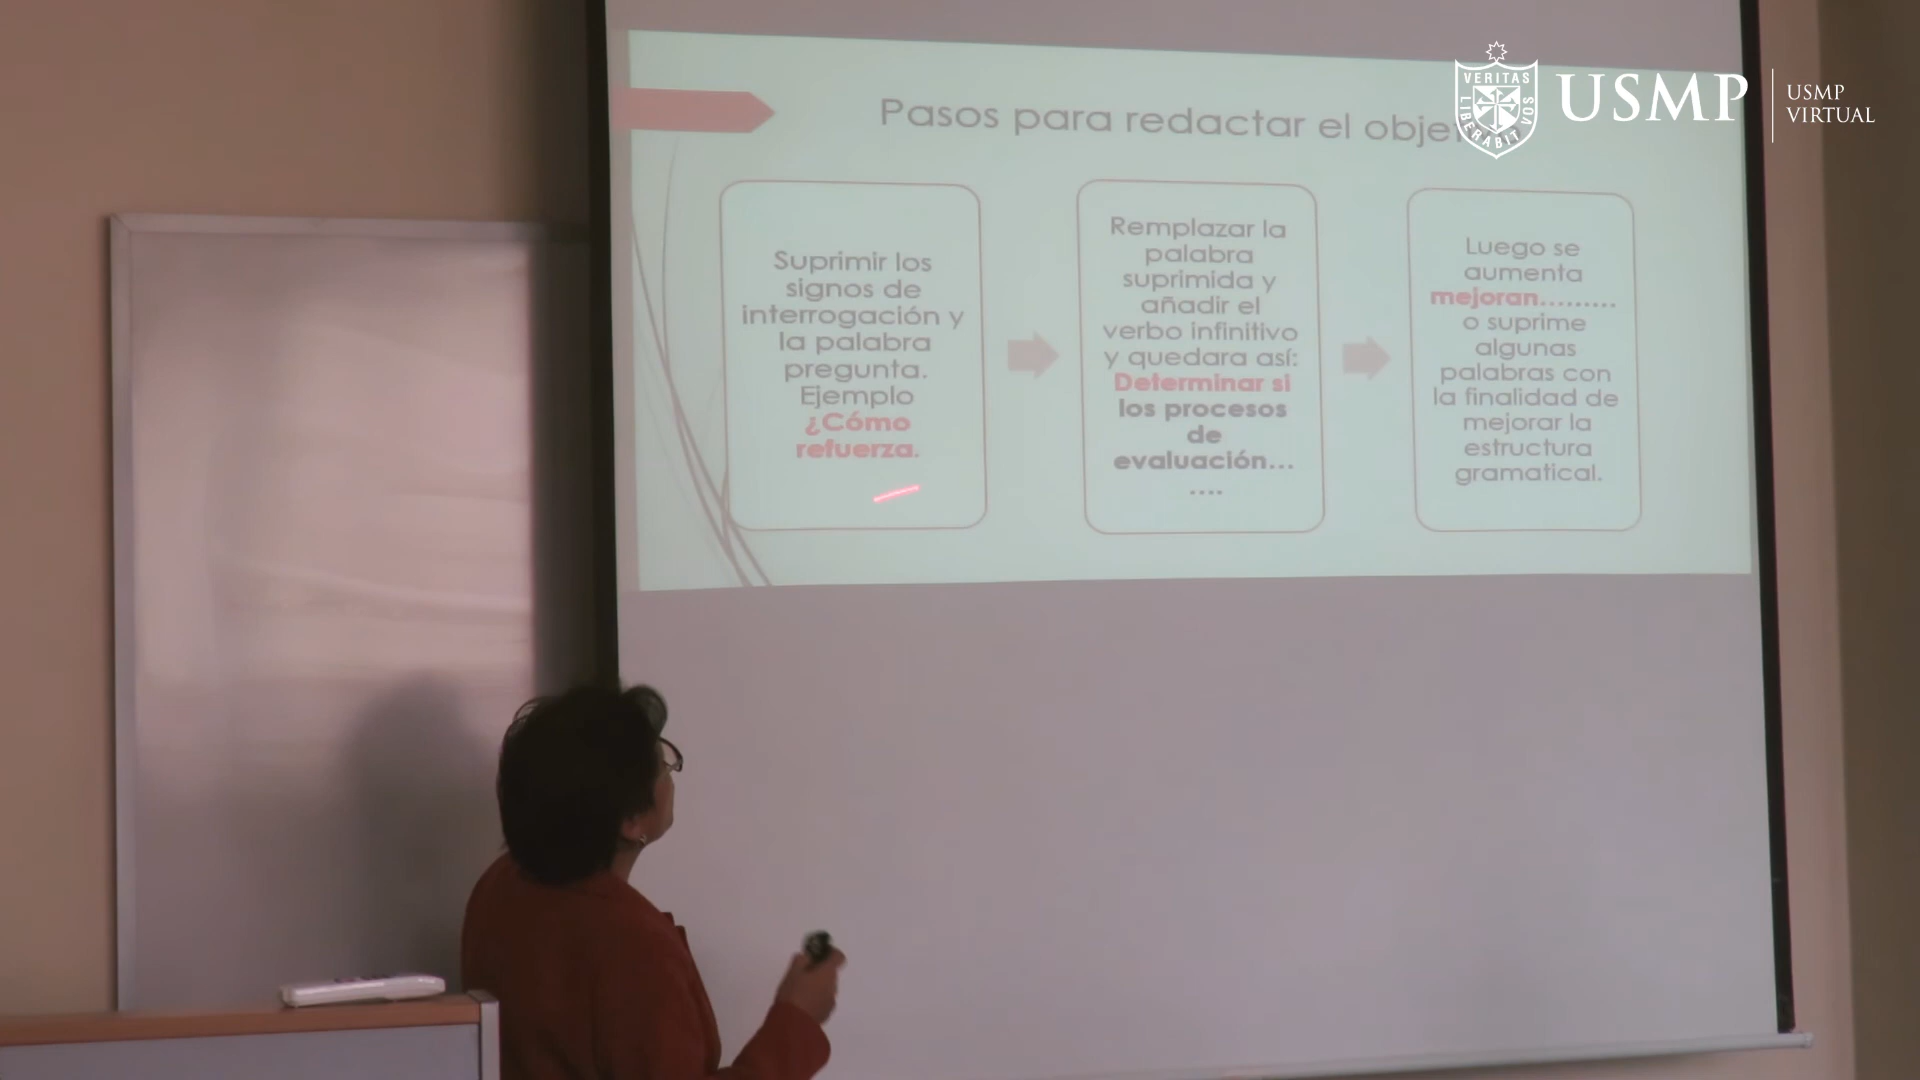 Pasos para redactar el obje
Suprimir los
signos de
interrogación y
la palabra
pregunta.
Ejemplo
¿Cómo
refuerza.
Remplazar la
palabra
suprimida y
añadir el
verbo infinitivo
y quedara así:
Determinar si
los procesos
de
evaluación...
....
Luego se
aumenta
mejoran.........
o suprime
algunas
palabras con
la finalidad de
mejorar la
estructura
gramatical.
VERITAS
LIBERABIT VOS
USMP
USMP
VIRTUAL